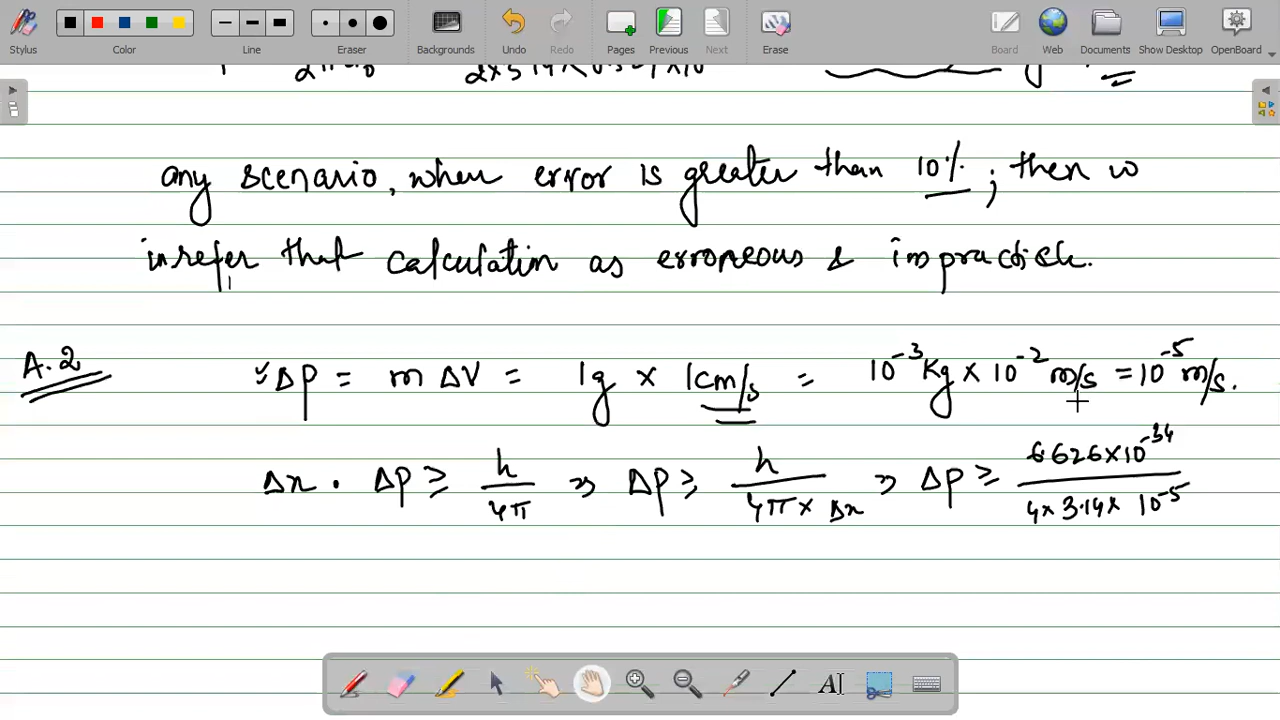 Stylus Color Line Eraser Backgrounds Undo Redo Pages Previous Next Erase Board Web Documents Show Desktop OpenBoard
any scenario, when error is greater than 10% ; then w
insrefer that calculation as erroneous & impractick.
A.2 Δp = m ΔV = 1g × 1cm/s = 10⁻³ Kg × 10⁻² m/s = 10⁻⁵ m/s.
Δx . Δp ≥ h/4π ⇒ Δp ≥ h/4π × Δx ⇒ Δp ≥ 6.626×10⁻³⁴/4×3.14×10⁻⁵